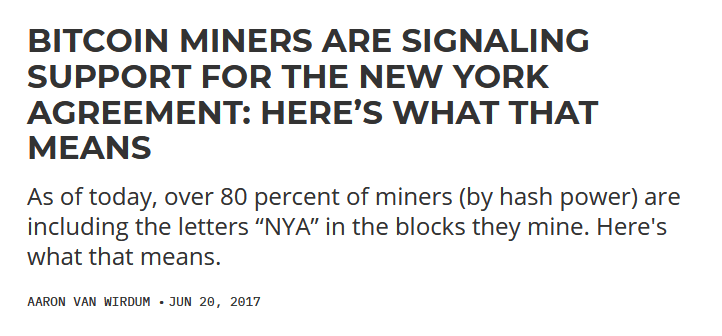 BITCOIN MINERS ARE SIGNALING
SUPPORT FOR THE NEW YORK
AGREEMENT: HERE’S WHAT THAT
MEANS
As of today, over 80 percent of miners (by hash power) are
including the letters “NYA” in the blocks they mine. Here's
what that means.
AARON VAN WIRDUM • JUN 20, 2017